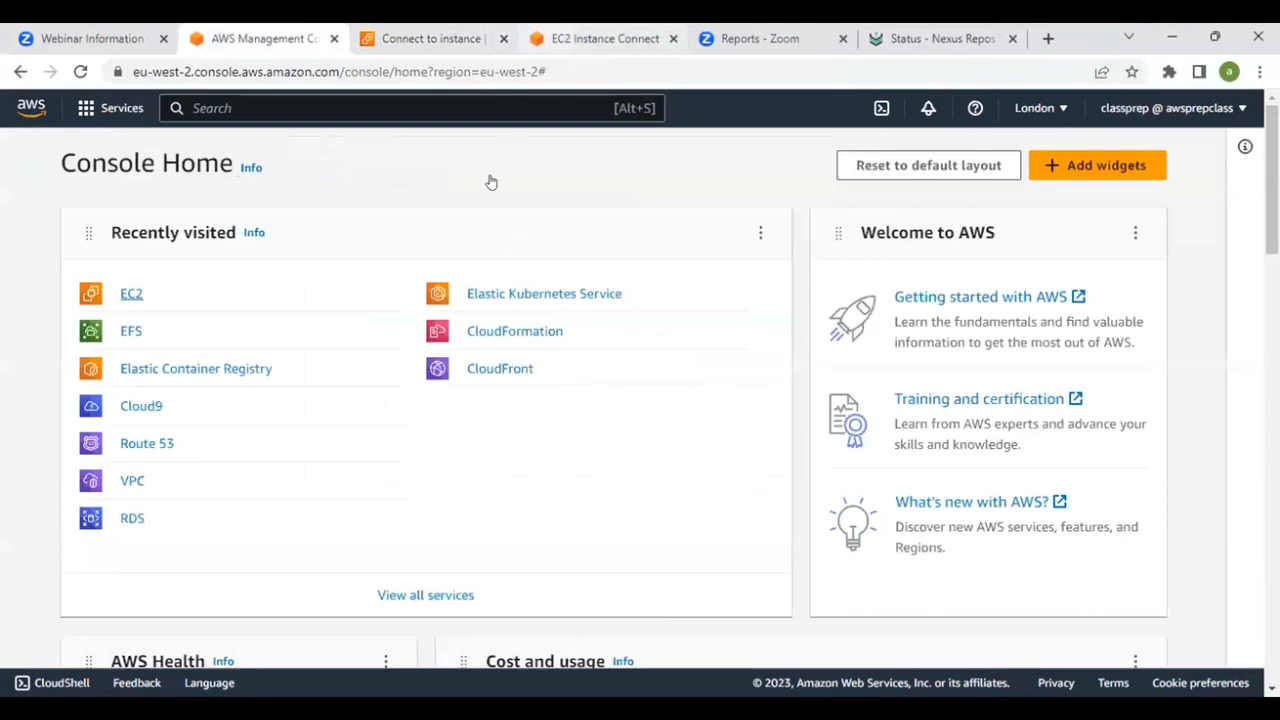 Webinar Information
AWS Management Co
Connect to instance |
EC2 Instance Connect
Reports - Zoom
Status - Nexus Repos
eu-west-2.console.aws.amazon.com/console/home?region=eu-west-2#
a
aws
Services
Search
[Alt+S]
London
classprep @ awsprepclass
Console Home
Info
Reset to default layout
Add widgets
Recently visited
Info
EC2
EFS
Elastic Container Registry
Cloud9
Route 53
VPC
RDS
Elastic Kubernetes Service
CloudFormation
CloudFront
View all services
Welcome to AWS
Getting started with AWS
Learn the fundamentals and find valuable
information to get the most out of AWS.
Training and certification
Learn from AWS experts and advance your
skills and knowledge.
What's new with AWS?
Discover new AWS services, features, and
Regions.
AWS Health
Info
Cost and usage
Info
CloudShell
Feedback
Language
© 2023, Amazon Web Services, Inc. or its affiliates.
Privacy
Terms
Cookie preferences